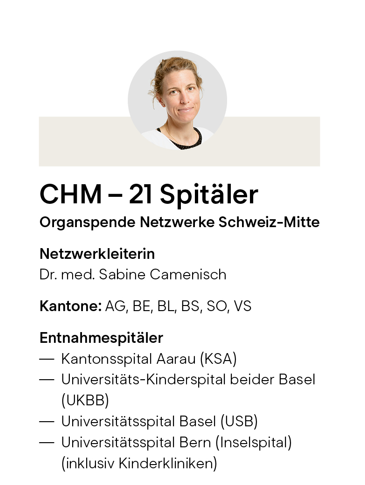 CHM – 21 Spitäler
Organspende Netzwerke Schweiz-Mitte
Netzwerkleiterin
Dr. med. Sabine Camenisch
Kantone: AG, BE, BL, BS, SO, VS
Entnahmespitäler
— Kantonsspital Aarau (KSA)
— Universitäts-Kinderspital beider Basel
(UKBB)
— Universitätsspital Basel (USB)
— Universitätsspital Bern (Inselspital)
(inklusiv Kinderkliniken)